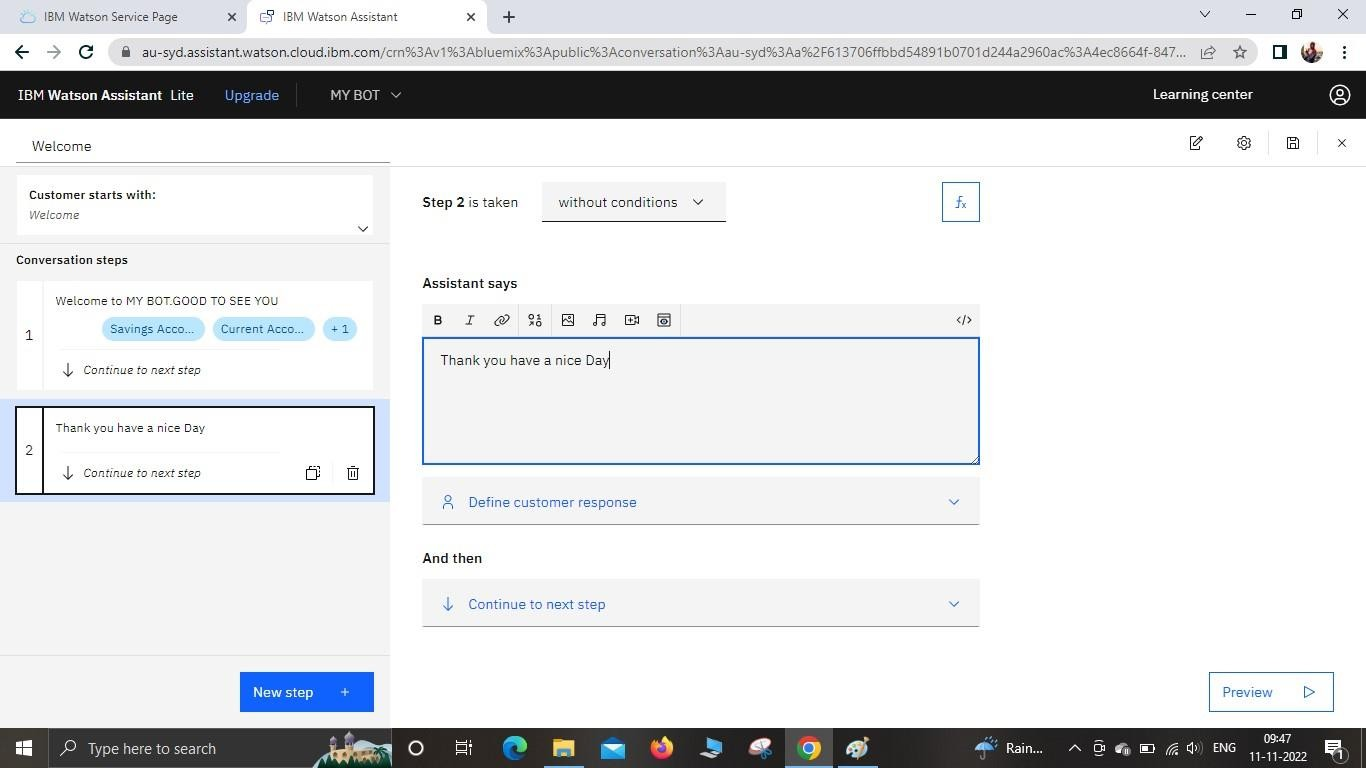 IBM Watson Service Page
IBM Watson Assistant
au-syd.assistant.watson.cloud.ibm.com/crn%3Av1%3Abluemix%3Apublic%3Aconversation%3Aau-syd%3Aa%2F613706ffbbd54891b0701d244a2960ac%3A4ec8664f-847...
IBM Watson Assistant Lite Upgrade MY BOT Learning center
Welcome
Customer starts with:
Welcome
Conversation steps
1
Welcome to MY BOT.GOOD TO SEE YOU
Savings Acco... Current Acco... + 1
Continue to next step
2
Thank you have a nice Day
Continue to next step
New step +
Step 2 is taken without conditions
fx
Assistant says
B I </>
Thank you have a nice Day
Define customer response
And then
Continue to next step
Preview
Type here to search
Rain... ENG
09:47
11-11-2022
1